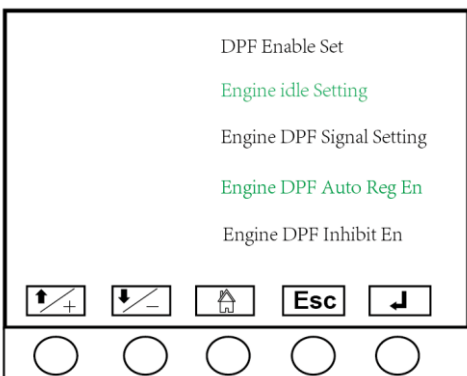 DPF Enable Set
Engine idle Setting
Engine DPF Signal Setting
Engine DPF Auto Reg En
Engine DPF Inhibit En
+ - Esc